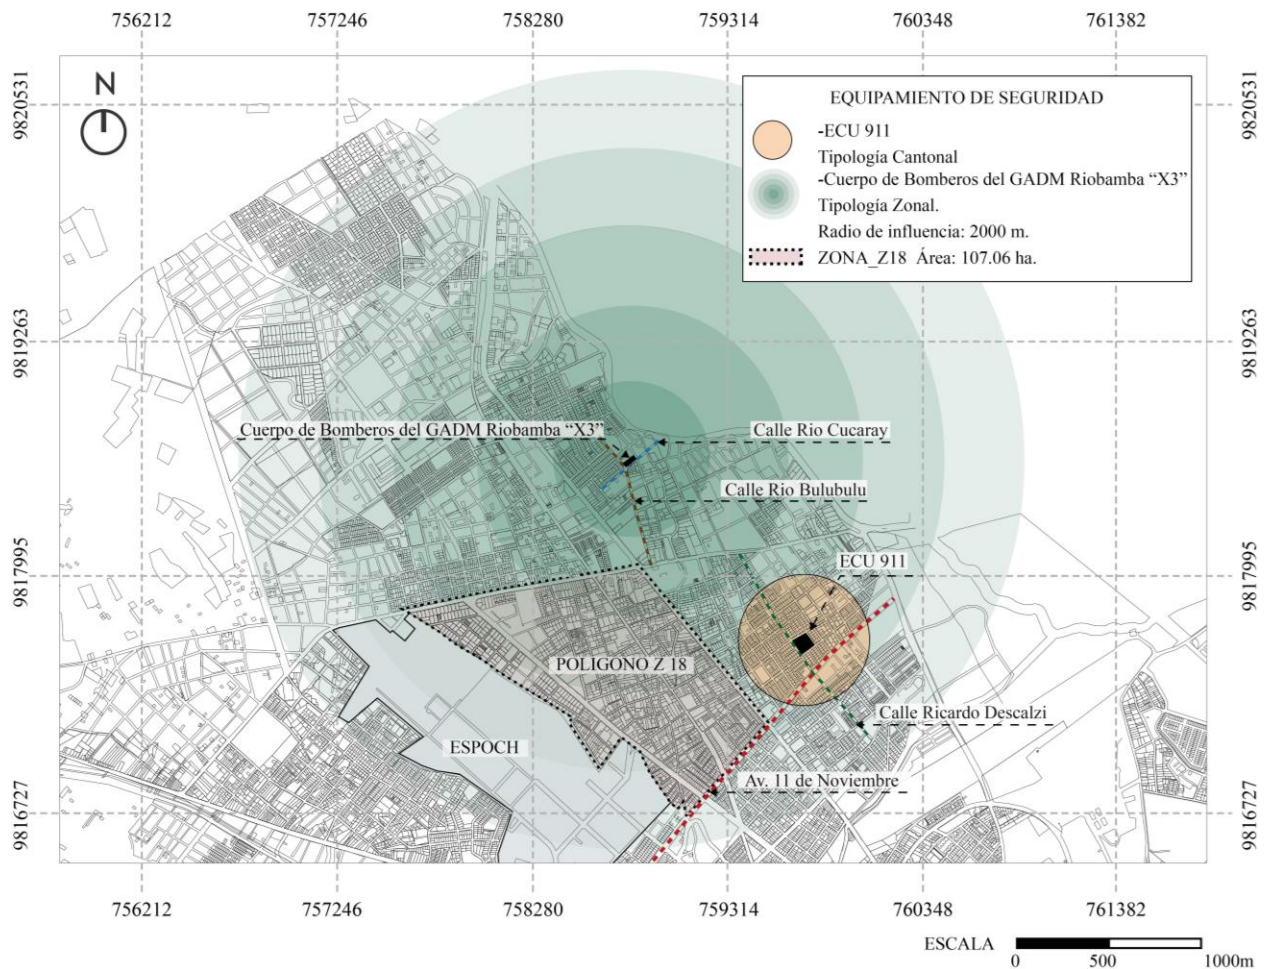 756212 757246 758280 759314 760348 761382
9820531 9820531
N
EQUIPAMIENTO DE SEGURIDAD
-ECU 911
Tipología Cantonal
-Cuerpo de Bomberos del GADM Riobamba “X3”
Tipología Zonal.
Radio de influencia: 2000 m.
ZONA_Z18 Área: 107.06 ha.
9819263 9819263
Cuerpo de Bomberos del GADM Riobamba “X3” Calle Rio Cucaray
Calle Rio Bulubulu
9817995 9817995
ECU 911
POLIGONO Z 18
Calle Ricardo Descalzi
ESPOCH
Av. 11 de Noviembre
9816727 9816727
756212 757246 758280 759314 760348 761382
ESCALA
0 500 1000m